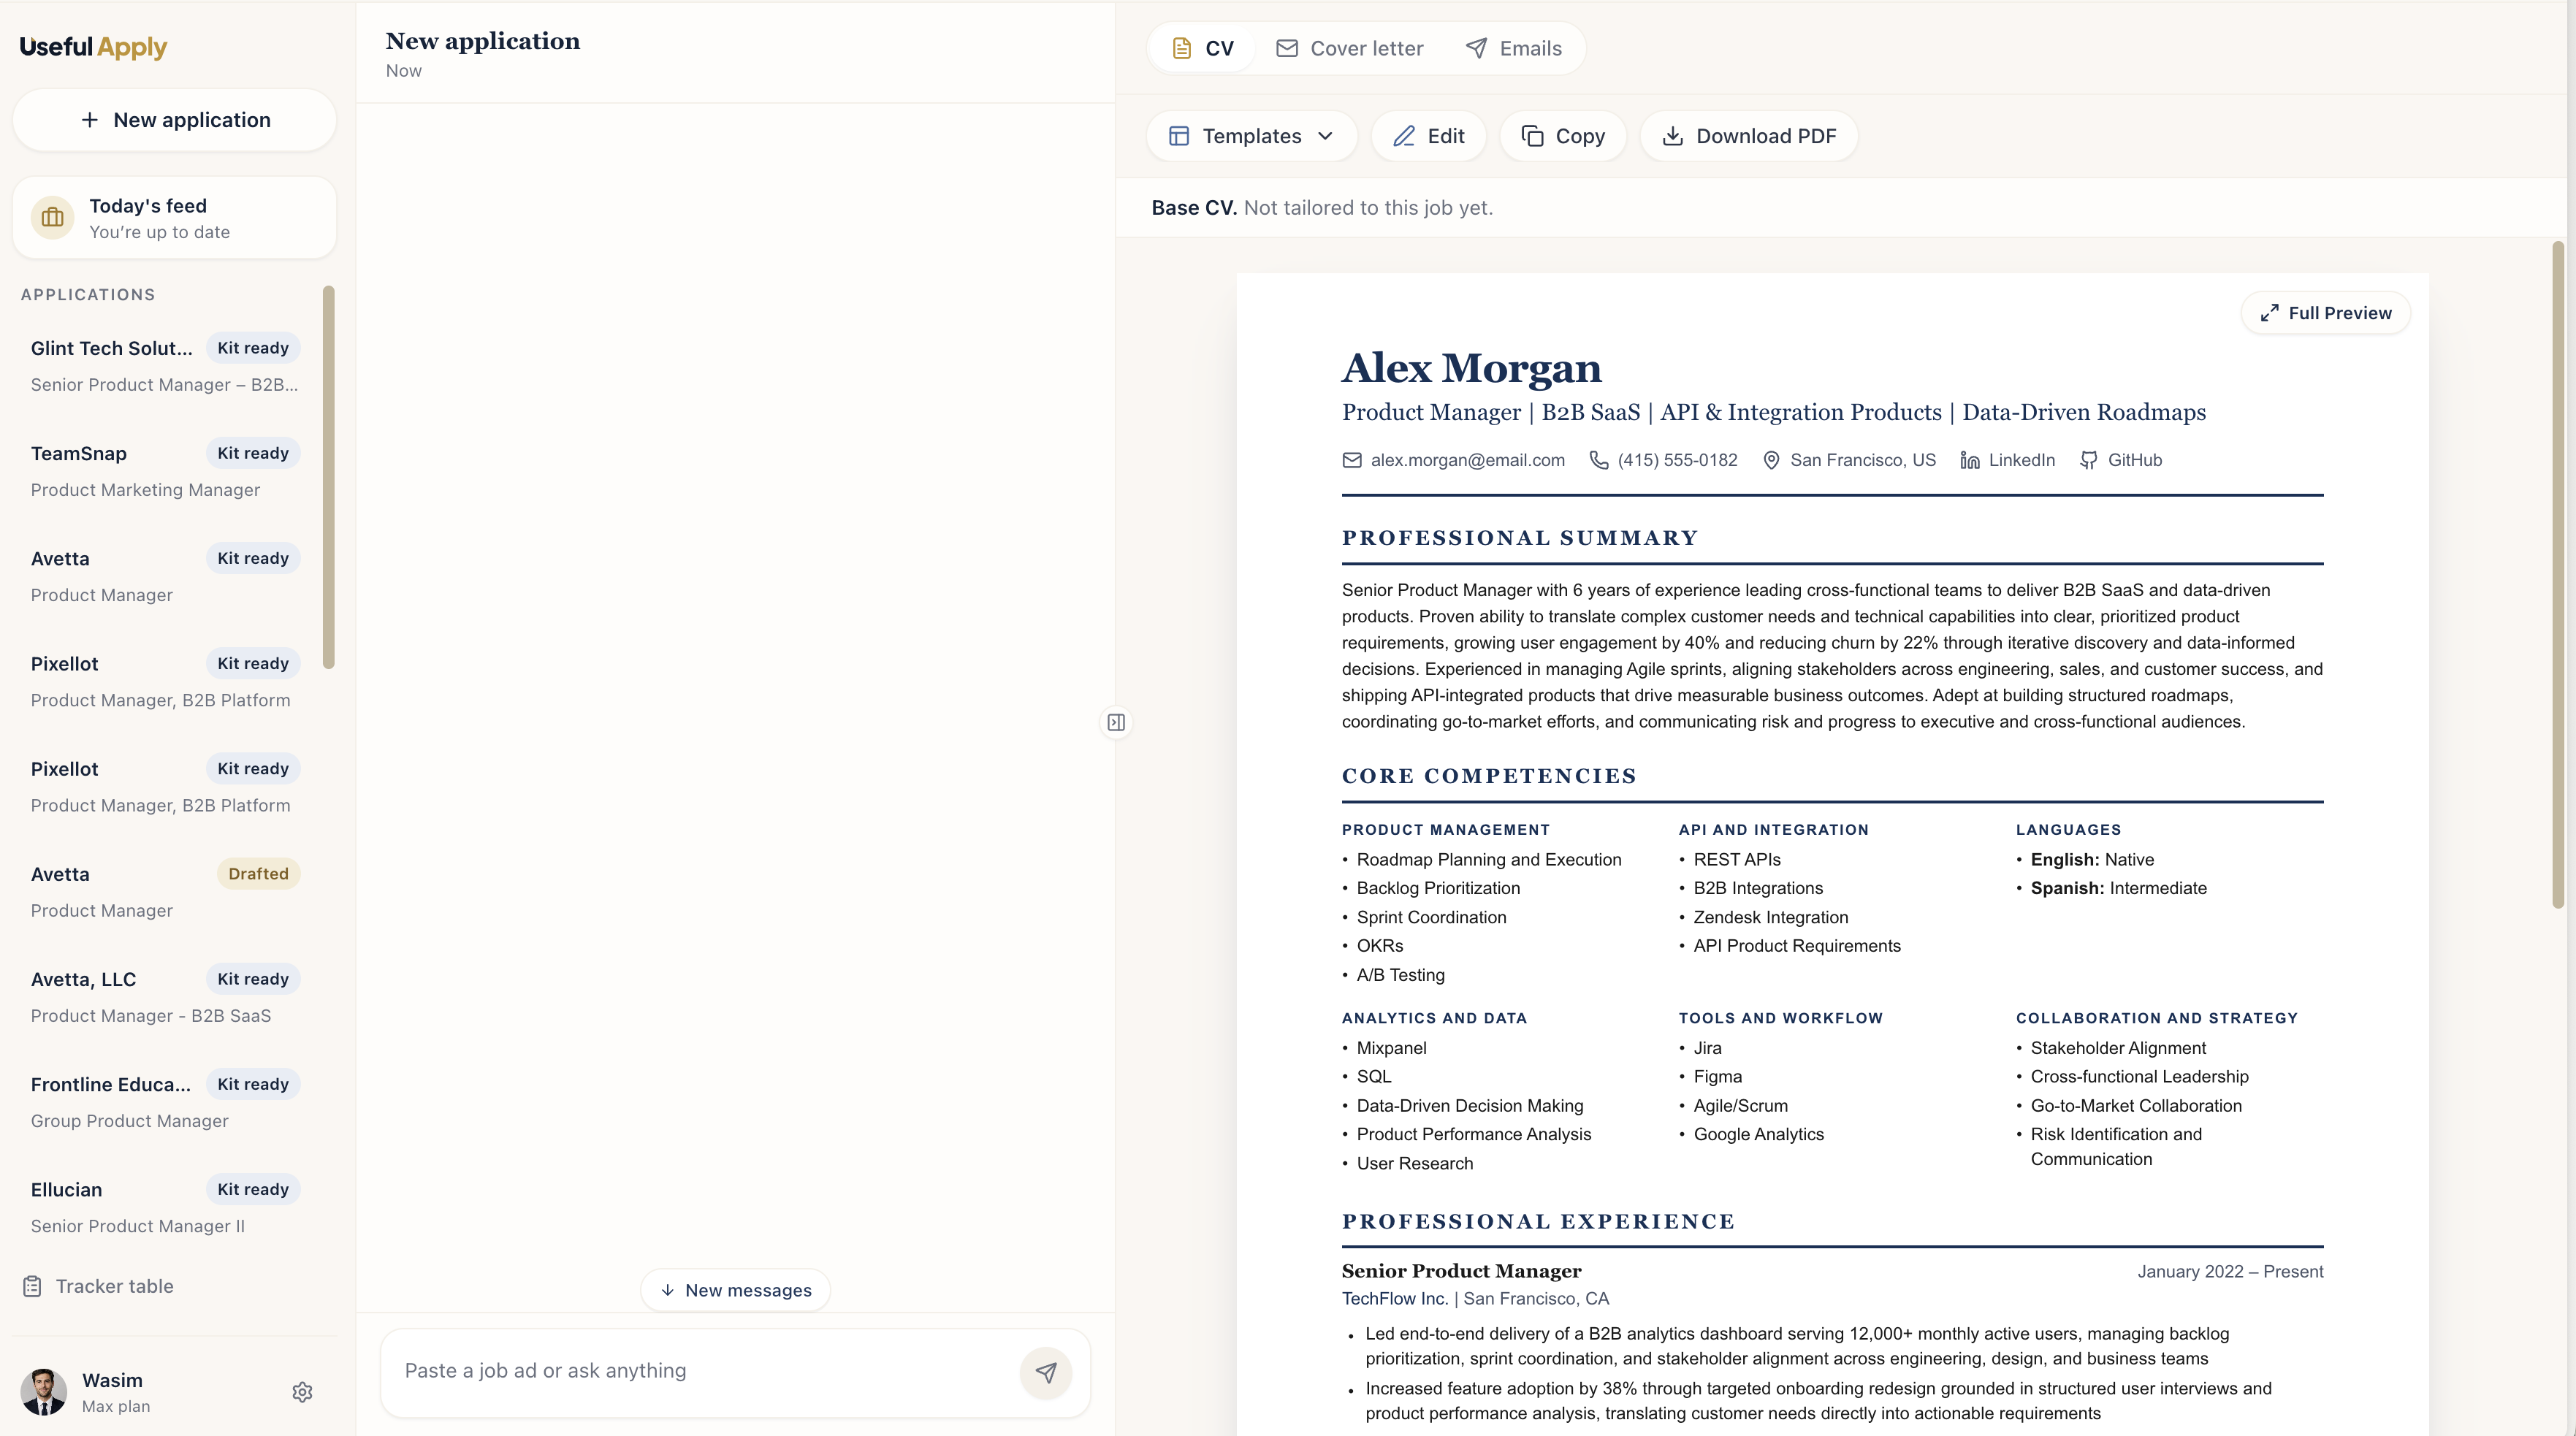 Useful Apply
New application
Today's feed
You're up to date
APPLICATIONS
Glint Tech Solut... Kit ready
Senior Product Manager – B2B...
TeamSnap Kit ready
Product Marketing Manager
Avetta Kit ready
Product Manager
Pixellot Kit ready
Product Manager, B2B Platform
Pixellot Kit ready
Product Manager, B2B Platform
Avetta Drafted
Product Manager
Avetta, LLC Kit ready
Product Manager - B2B SaaS
Frontline Educa... Kit ready
Group Product Manager
Ellucian Kit ready
Senior Product Manager II
Tracker table
Wasim
Max plan
New application
Now
New messages
Paste a job ad or ask anything
CV Cover letter Emails
Templates Edit Copy Download PDF
Base CV. Not tailored to this job yet.
Full Preview
Alex Morgan
Product Manager | B2B SaaS | API & Integration Products | Data-Driven Roadmaps
alex.morgan@email.com (415) 555-0182 San Francisco, US LinkedIn GitHub
PROFESSIONAL SUMMARY
Senior Product Manager with 6 years of experience leading cross-functional teams to deliver B2B SaaS and data-driven
products. Proven ability to translate complex customer needs and technical capabilities into clear, prioritized product
requirements, growing user engagement by 40% and reducing churn by 22% through iterative discovery and data-informed
decisions. Experienced in managing Agile sprints, aligning stakeholders across engineering, sales, and customer success, and
shipping API-integrated products that drive measurable business outcomes. Adept at building structured roadmaps,
coordinating go-to-market efforts, and communicating risk and progress to executive and cross-functional audiences.
CORE COMPETENCIES
PRODUCT MANAGEMENT
• Roadmap Planning and Execution
• Backlog Prioritization
• Sprint Coordination
• OKRs
• A/B Testing
API AND INTEGRATION
• REST APIs
• B2B Integrations
• Zendesk Integration
• API Product Requirements
LANGUAGES
• English: Native
• Spanish: Intermediate
ANALYTICS AND DATA
• Mixpanel
• SQL
• Data-Driven Decision Making
• Product Performance Analysis
• User Research
TOOLS AND WORKFLOW
• Jira
• Figma
• Agile/Scrum
• Google Analytics
COLLABORATION AND STRATEGY
• Stakeholder Alignment
• Cross-functional Leadership
• Go-to-Market Collaboration
• Risk Identification and
Communication
PROFESSIONAL EXPERIENCE
Senior Product Manager January 2022 – Present
TechFlow Inc. | San Francisco, CA
• Led end-to-end delivery of a B2B analytics dashboard serving 12,000+ monthly active users, managing backlog
prioritization, sprint coordination, and stakeholder alignment across engineering, design, and business teams
• Increased feature adoption by 38% through targeted onboarding redesign grounded in structured user interviews and
product performance analysis, translating customer needs directly into actionable requirements